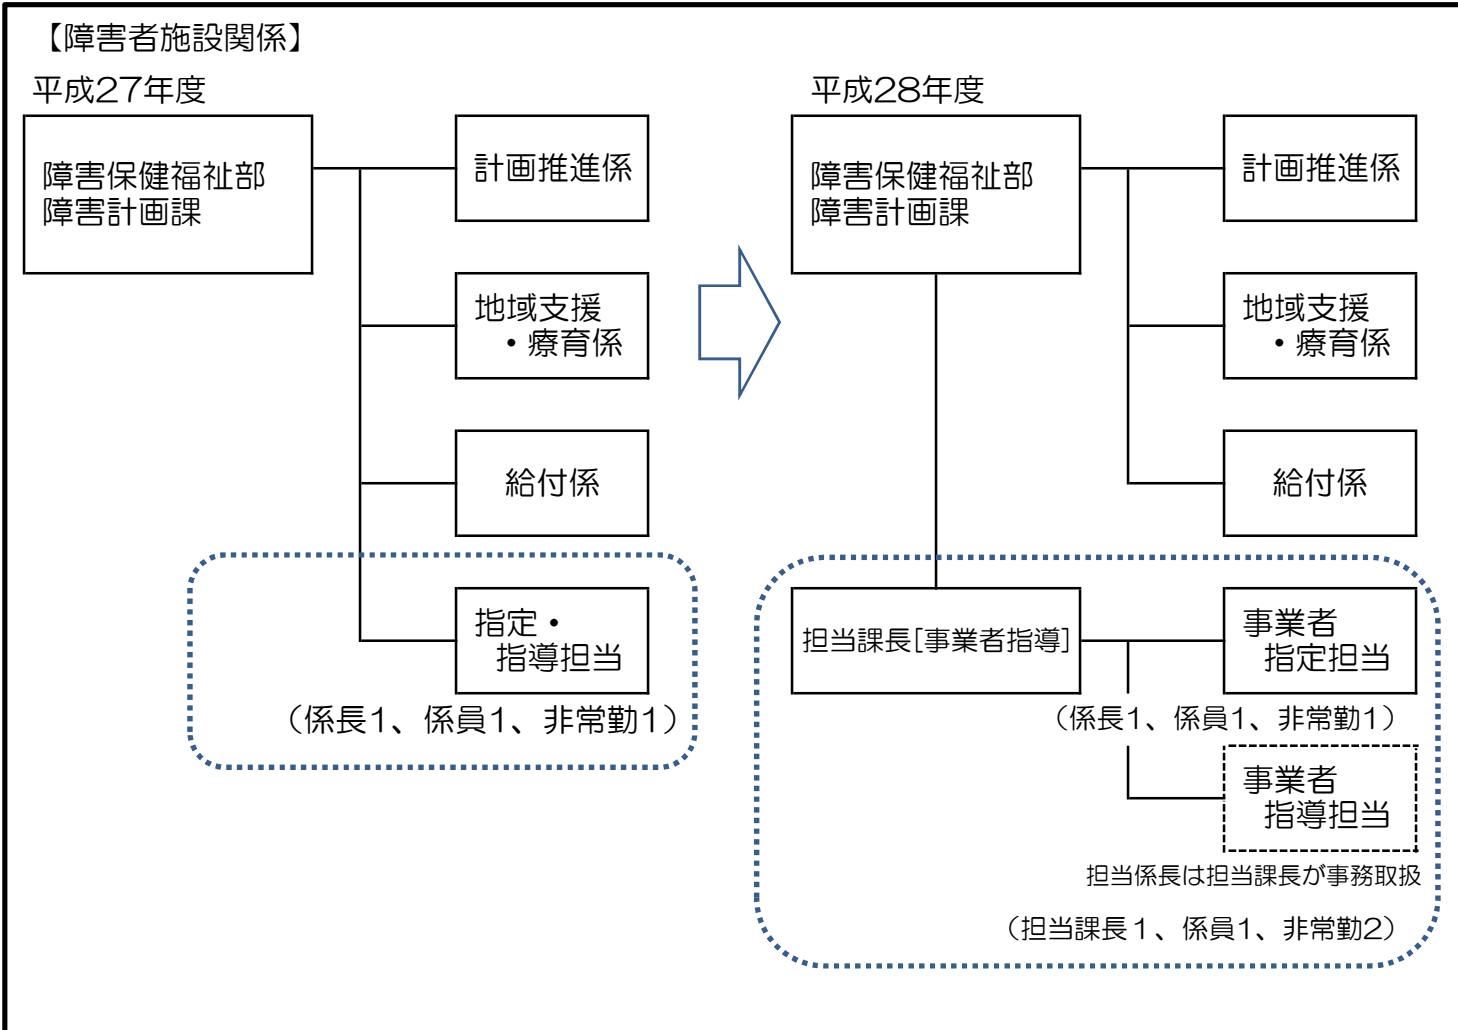 【障害者施設関係】
平成27年度
障害保健福祉部
障害計画課
計画推進係
地域支援
・療育係
給付係
指定・
指導担当
（係長1、係員1、非常勤1）
平成28年度
障害保健福祉部
障害計画課
計画推進係
地域支援
・療育係
給付係
担当課長[事業者指導]
事業者
指定担当
（係長1、係員1、非常勤1）
事業者
指導担当
担当係長は担当課長が事務取扱
（担当課長１、係員1、非常勤2）